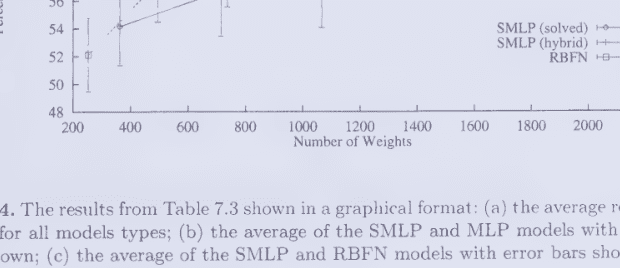 56
54
52
50
48
SMLP (solved)
SMLP (hybrid)
RBFN
200 400 600 800 1000 1200 1400 1600 1800 2000
Number of Weights
4. The results from Table 7.3 shown in a graphical format: (a) the average
for all models types; (b) the average of the SMLP and MLP models with
own; (c) the average of the SMLP and RBFN models with error bars sho